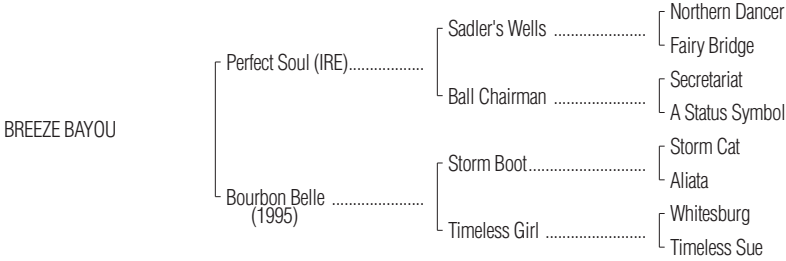 Northern Dancer
Sadler's Wells ......................
Fairy Bridge
Perfect Soul (IRE)..................
Secretariat
Ball Chairman ......................
A Status Symbol
BREEZE BAYOU
Storm Cat
Storm Boot............................
Aliata
Bourbon Belle ......................
(1995)
Whitesburg
Timeless Girl ........................
Timeless Sue